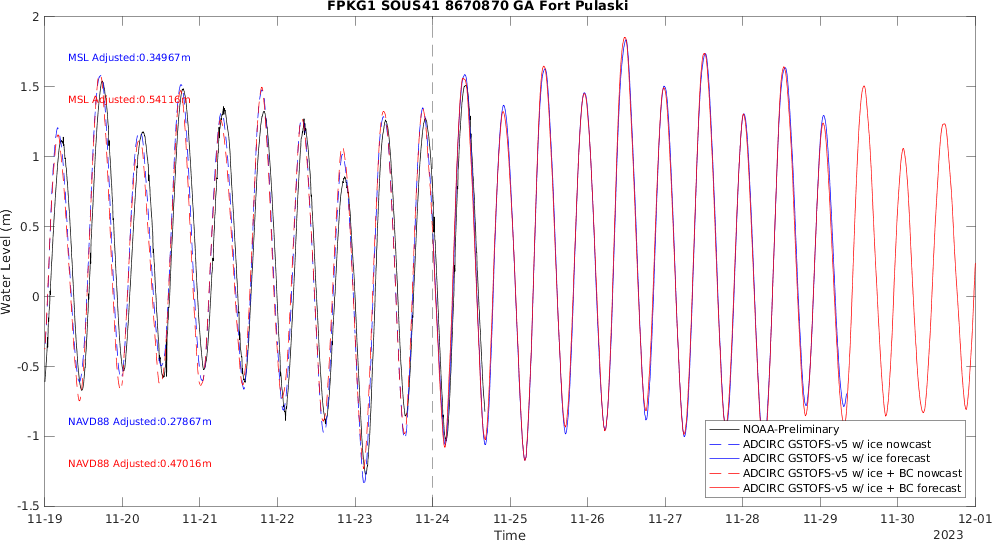 FPKG1 SOUS41 8670870 GA Fort Pulaski
2
1.5
1
0.5
0
-0.5
-1
-1.5
Water Level (m)
MSL Adjusted:0.34967m
MSL Adjusted:0.54116m
NAVD88 Adjusted:0.27867m
NAVD88 Adjusted:0.47016m
NOAA-Preliminary
ADCIRC GSTOFS-v5 w/ ice nowcast
ADCIRC GSTOFS-v5 w/ ice forecast
ADCIRC GSTOFS-v5 w/ ice + BC nowcast
ADCIRC GSTOFS-v5 w/ ice + BC forecast
11-19 11-20 11-21 11-22 11-23 11-24 11-25 11-26 11-27 11-28 11-29 11-30 12-01
Time
2023